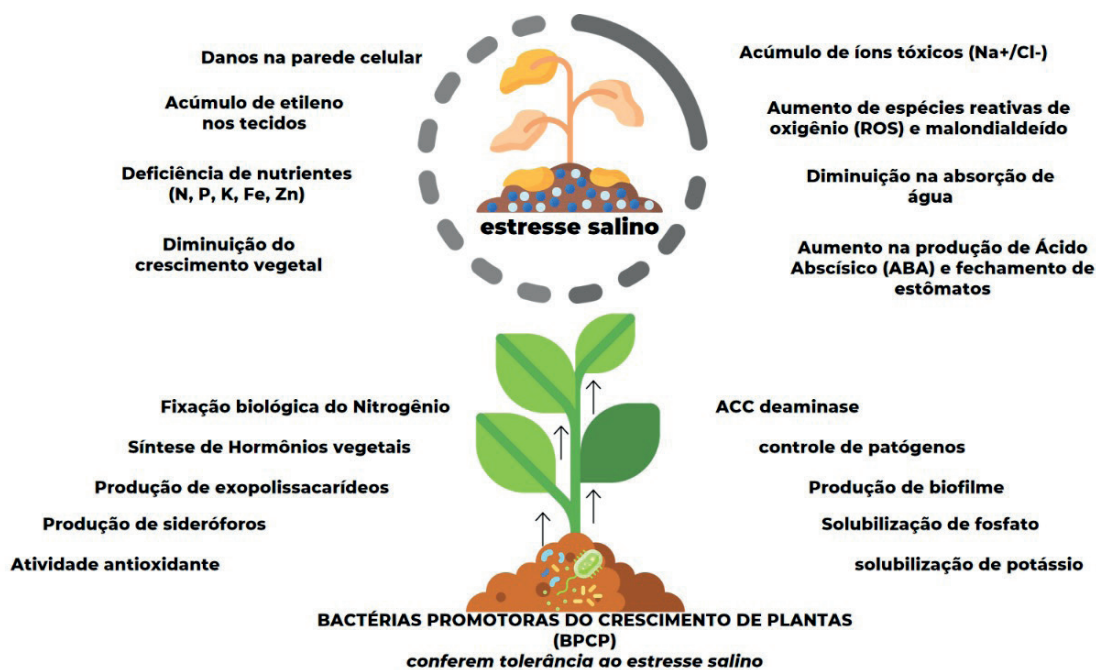 Danos na parede celular
Acúmulo de etileno
nos tecidos
Deficiência de nutrientes
(N, P, K, Fe, Zn)
Diminuição do
crescimento vegetal
estresse salino
Acúmulo de íons tóxicos (Na+/Cl-)
Aumento de espécies reativas de
oxigênio (ROS) e malondialdeído
Diminuição na absorção de
água
Aumento na produção de Ácido
Abscísico (ABA) e fechamento de
estômatos
Fixação biológica do Nitrogênio
Síntese de Hormônios vegetais
Produção de exopolissacarídeos
Produção de sideróforos
Atividade antioxidante
ACC deaminase
controle de patógenos
Produção de biofilme
Solubilização de fosfato
solubilização de potássio
BACTÉRIAS PROMOTORAS DO CRESCIMENTO DE PLANTAS
(BPCP)
conferem tolerância ao estresse salino